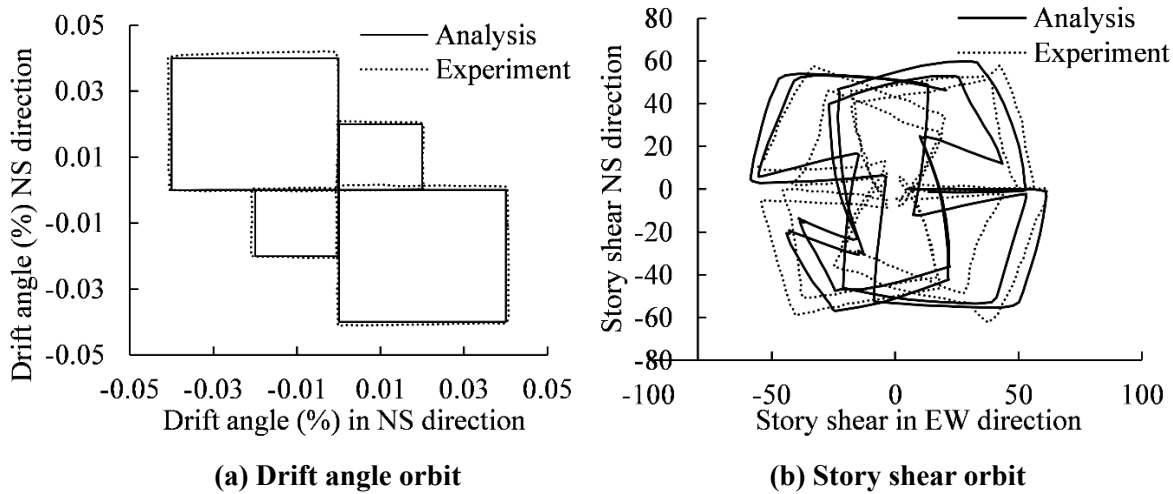 0.05
0.03
0.01
-0.01
-0.03
-0.05
Drift angle (%) NS direction
Analysis
Experiment
-0.05 -0.03 -0.01 0.01 0.03 0.05
Drift angle (%) in NS direction
(a) Drift angle orbit
80
60
40
20
0
-20
-40
-60
-80
Story shear NS direction
Analysis
Experiment
-100 -50 0 50 100
Story shear in EW direction
(b) Story shear orbit